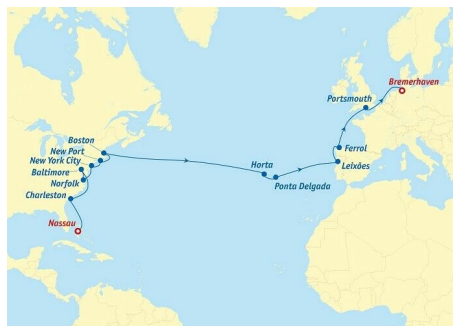 Bremerhaven
Portsmouth
Boston
New Port
New York City
Baltimore
Norfolk
Charleston
Nassau
Ferrol
Horta
Leixões
Ponta Delgada